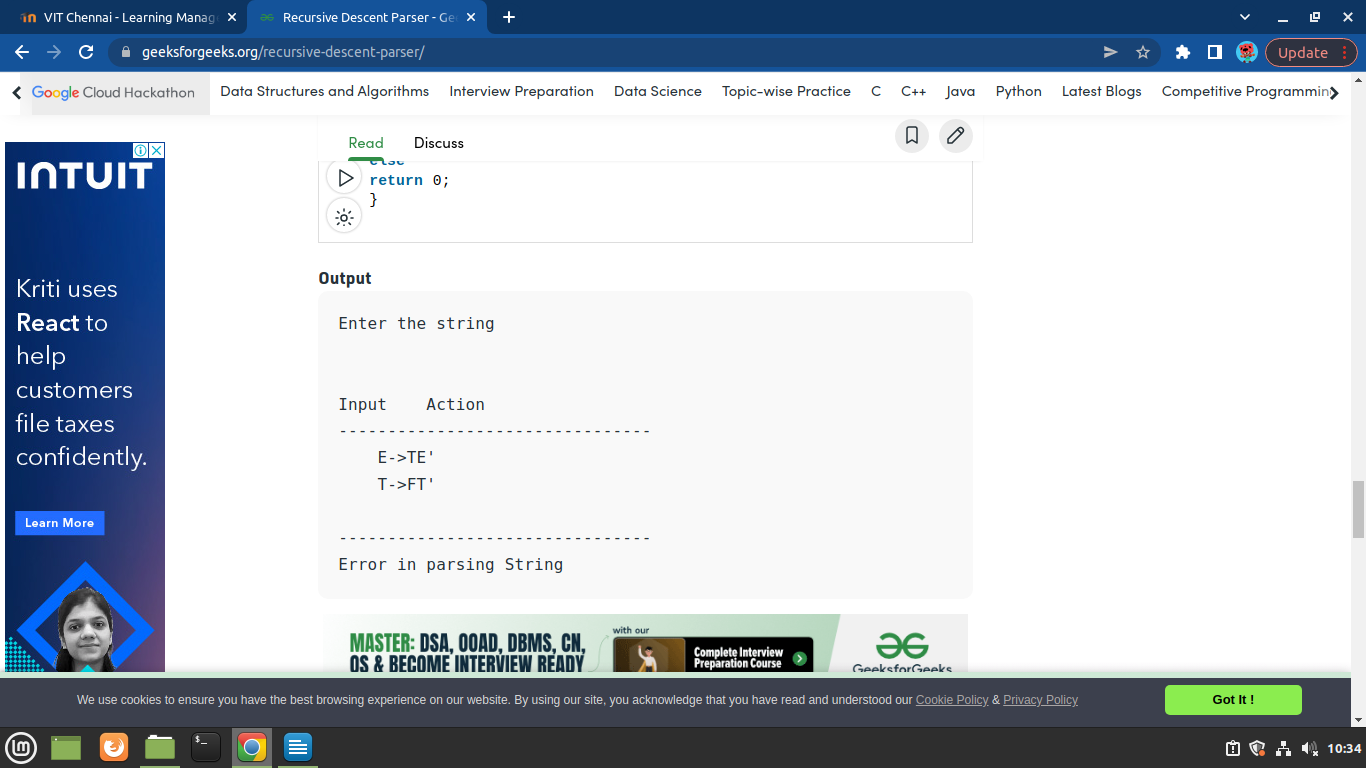 VIT Chennai - Learning Manag
Recursive Descent Parser - Ge
geeksforgeeks.org/recursive-descent-parser/
Update
Google Cloud Hackathon
Data Structures and Algorithms
Interview Preparation
Data Science
Topic-wise Practice
C
C++
Java
Python
Latest Blogs
Competitive Programmin
Read
Discuss
else
return 0;
}
Output
Enter the string
Input    Action
--------------------------------
E->TE'
T->FT'
--------------------------------
Error in parsing String
INTUIT
Kriti uses
React to
help
customers
file taxes
confidently.
Learn More
MASTER: DSA, OOAD, DBMS, CN,
OS & BECOME INTERVIEW READY
with our
Complete Interview
Preparation Course
GeeksforGeeks
We use cookies to ensure you have the best browsing experience on our website. By using our site, you acknowledge that you have read and understood our Cookie Policy & Privacy Policy
Got It !
$_
10:34